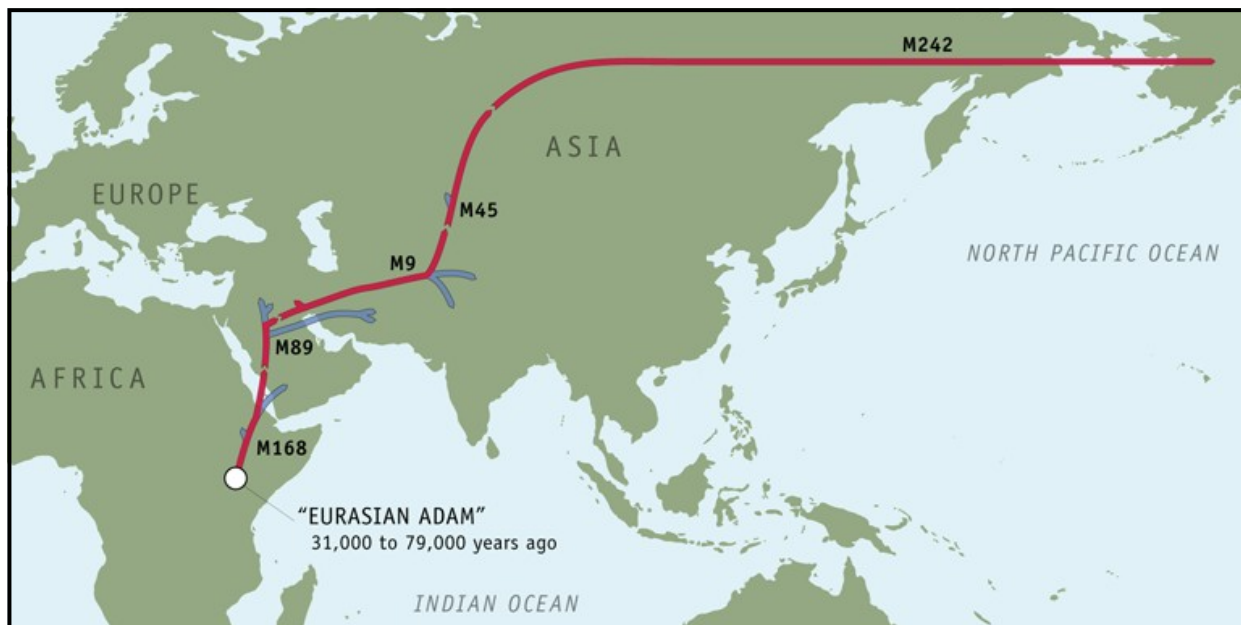 M242
ASIA
EUROPE
M45
NORTH PACIFIC OCEAN
M9
M89
AFRICA
M168
"EURASIAN ADAM"
31,000 to 79,000 years ago
INDIAN OCEAN